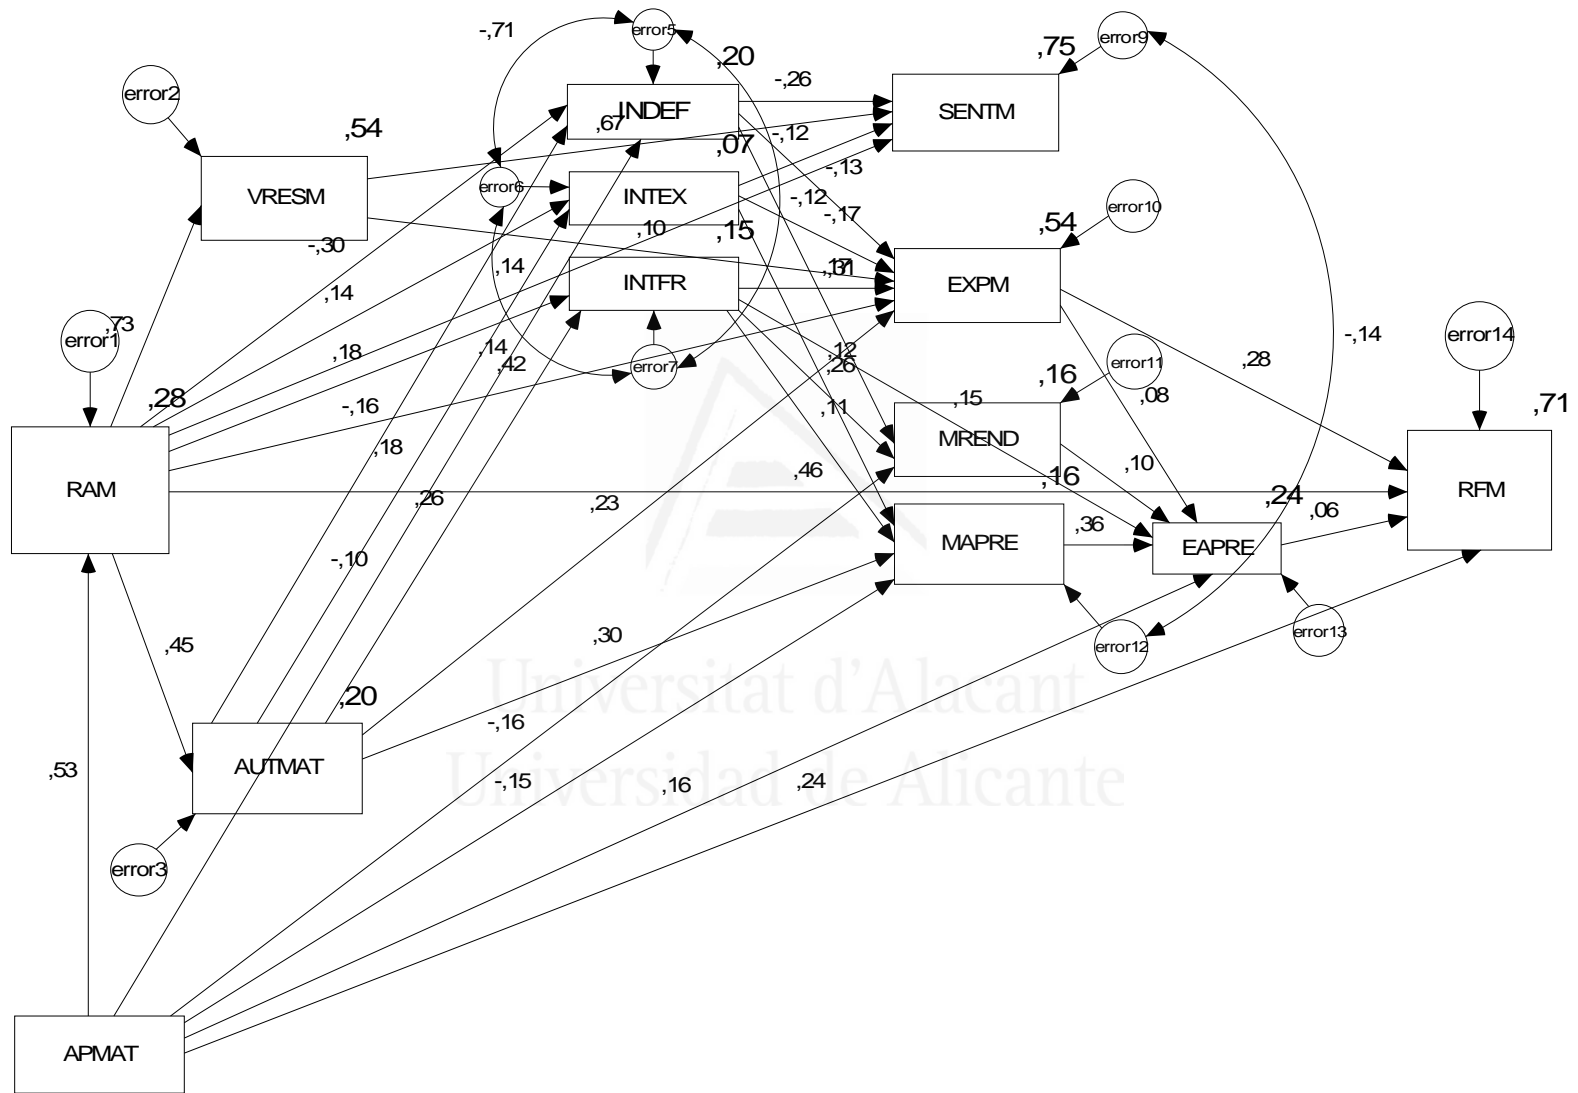 -,71
error5
error9
,75
,20
-,26
error2
INDEF
SENTM
,67
,54
-,12
,07
-,13
error6
INTEX
VRESM
-,12
-,17
error10
,10
,15
,54
-,30
,14
,17
,31
INTFR
EXPM
,14
error1
,73
error14
-,14
,18
,14
,42
error7
,12
,26
,16
error11
,28
,28
-,16
,11
,15
,08
,71
MREND
,18
,46
,16
,10
RAM
,26
,23
,24
RFM
,06
,36
MAPRE
EAPRE
-,10
,45
,30
error12
error13
Universitat d'Alacant
,20
-,16
,53
AUTMAT
-,15
,16
,24
Universidad de Alicante
error3
APMAT